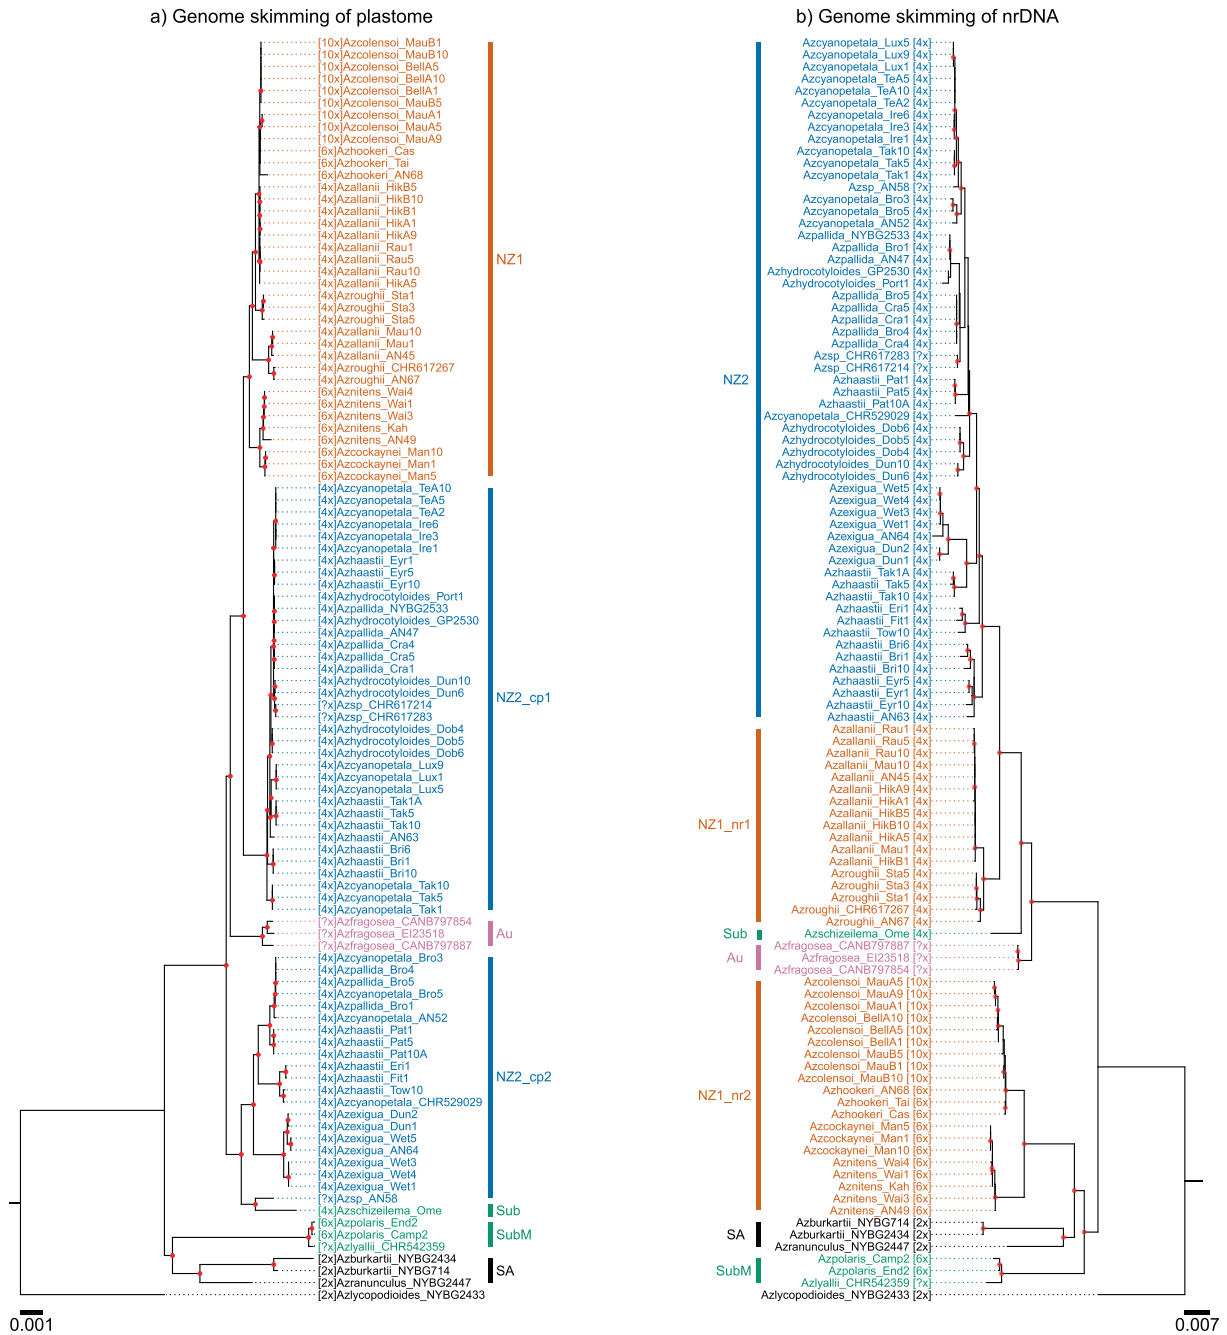 a) Genome skimming of plastome
[10x]Azcolensoi_MauB1
[10x]Azcolensoi_MauB10
[10x]Azcolensoi_BellA5
[10x]Azcolensoi_BellA10
[10x]Azcolensoi_BellA1
[10x]Azcolensoi_MauB5
[10x]Azcolensoi_MauA1
[10x]Azcolensoi_MauA5
[10x]Azcolensoi_MauA9
[6x]Azhookeri_Cas
[6x]Azhookeri_Tai
[6x]Azhookeri_AN68
[4x]Azallanii_HikB5
[4x]Azallanii_HikB10
[4x]Azallanii_HikB1
[4x]Azallanii_HikA1
[4x]Azallanii_HikA9
[4x]Azallanii_Rau1
[4x]Azallanii_Rau5
[4x]Azallanii_Rau10
[4x]Azallanii_HikA5
[4x]Azroughii_Sta1
[4x]Azroughii_Sta3
[4x]Azroughii_Sta5
[4x]Azallanii_Mau10
[4x]Azallanii_Mau1
[4x]Azallanii_AN45
[4x]Azroughii_CHR617267
[4x]Azroughii_AN67
[6x]Aznitens_Wai4
[6x]Aznitens_Wai1
[6x]Aznitens_Wai3
[6x]Aznitens_Kah
[6x]Aznitens_AN49
[6x]Azcockaynei_Man10
[6x]Azcockaynei_Man1
[6x]Azcockaynei_Man5
NZ1
[4x]Azcyanopetala_TeA10
[4x]Azcyanopetala_TeA5
[4x]Azcyanopetala_TeA2
[4x]Azcyanopetala_Ire6
[4x]Azcyanopetala_Ire3
[4x]Azcyanopetala_Ire1
[4x]Azhaastii_Eyr1
[4x]Azhaastii_Eyr5
[4x]Azhaastii_Eyr10
[4x]Azhydrocotyloides_Port1
[4x]Azpallida_NYBG2533
[4x]Azhydrocotyloides_GP2530
[4x]Azpallida_AN47
[4x]Azpallida_Cra4
[4x]Azpallida_Cra5
[4x]Azpallida_Cra1
[4x]Azhydrocotyloides_Dun10
[4x]Azhydrocotyloides_Dun6
[?x]Azsp_CHR617214
[?x]Azsp_CHR617283
[4x]Azhydrocotyloides_Dob4
[4x]Azhydrocotyloides_Dob5
[4x]Azhydrocotyloides_Dob6
[4x]Azcyanopetala_Lux9
[4x]Azcyanopetala_Lux1
[4x]Azcyanopetala_Lux5
[4x]Azhaastii_Tak1A
[4x]Azhaastii_Tak5
[4x]Azhaastii_Tak10
[4x]Azhaastii_AN63
[4x]Azhaastii_Bri6
[4x]Azhaastii_Bri1
[4x]Azhaastii_Bri10
[4x]Azcyanopetala_Tak10
[4x]Azcyanopetala_Tak5
[4x]Azcyanopetala_Tak1
NZ2_cp1
[?x]Azfragosea_CANB797854
[?x]Azfragosea_EI23518
[?x]Azfragosea_CANB797887
Au
[4x]Azcyanopetala_Bro3
[4x]Azpallida_Bro4
[4x]Azpallida_Bro5
[4x]Azcyanopetala_Bro5
[4x]Azpallida_Bro1
[4x]Azcyanopetala_AN52
[4x]Azhaastii_Pat1
[4x]Azhaastii_Pat5
[4x]Azhaastii_Pat10A
[4x]Azhaastii_Eri1
[4x]Azhaastii_Fit1
[4x]Azhaastii_Tow10
[4x]Azcyanopetala_CHR529029
[4x]Azexigua_Dun2
[4x]Azexigua_Dun1
[4x]Azexigua_Wet5
[4x]Azexigua_AN64
[4x]Azexigua_Wet3
[4x]Azexigua_Wet4
[4x]Azexigua_Wet1
[?x]Azsp_AN58
NZ2_cp2
[4x]Azschizeilema_Ome
Sub
[6x]Azpolaris_End2
[6x]Azpolaris_Camp2
[?x]Azlyallii_CHR542359
SubM
[2x]Azburkartii_NYBG2434
[2x]Azburkartii_NYBG714
[2x]Azranunculus_NYBG2447
SA
[2x]Azlycopodioides_NYBG2433
0.001
b) Genome skimming of nrDNA
Azcyanopetala_Lux5 [4x]
Azcyanopetala_Lux9 [4x]
Azcyanopetala_Lux1 [4x]
Azcyanopetala_TeA5 [4x]
Azcyanopetala_TeA10 [4x]
Azcyanopetala_TeA2 [4x]
Azcyanopetala_Ire6 [4x]
Azcyanopetala_Ire3 [4x]
Azcyanopetala_Ire1 [4x]
Azcyanopetala_Tak10 [4x]
Azcyanopetala_Tak5 [4x]
Azcyanopetala_Tak1 [4x]
Azsp_AN58 [?x]
Azcyanopetala_Bro3 [4x]
Azcyanopetala_Bro5 [4x]
Azcyanopetala_AN52 [4x]
Azpallida_NYBG2533 [4x]
Azpallida_Bro1 [4x]
Azpallida_AN47 [4x]
Azhydrocotyloides_GP2530 [4x]
Azhydrocotyloides_Port1 [4x]
Azpallida_Bro5 [4x]
Azpallida_Cra5 [4x]
Azpallida_Cra1 [4x]
Azpallida_Bro4 [4x]
Azpallida_Cra4 [4x]
Azsp_CHR617283 [?x]
Azsp_CHR617214 [?x]
Azhaastii_Pat1 [4x]
Azhaastii_Pat5 [4x]
Azhaastii_Pat10A [4x]
Azcyanopetala_CHR529029 [4x]
Azhydrocotyloides_Dob6 [4x]
Azhydrocotyloides_Dob5 [4x]
Azhydrocotyloides_Dob4 [4x]
Azhydrocotyloides_Dun10 [4x]
Azhydrocotyloides_Dun6 [4x]
Azexigua_Wet5 [4x]
Azexigua_Wet4 [4x]
Azexigua_Wet3 [4x]
Azexigua_Wet1 [4x]
Azexigua_AN64 [4x]
Azexigua_Dun2 [4x]
Azexigua_Dun1 [4x]
Azhaastii_Tak1A [4x]
Azhaastii_Tak5 [4x]
Azhaastii_Tak10 [4x]
Azhaastii_Eri1 [4x]
Azhaastii_Fit1 [4x]
Azhaastii_Tow10 [4x]
Azhaastii_Bri6 [4x]
Azhaastii_Bri1 [4x]
Azhaastii_Bri10 [4x]
Azhaastii_Eyr5 [4x]
Azhaastii_Eyr1 [4x]
Azhaastii_Eyr10 [4x]
Azhaastii_AN63 [4x]
NZ2
Azallanii_Rau1 [4x]
Azallanii_Rau5 [4x]
Azallanii_Rau10 [4x]
Azallanii_Mau10 [4x]
Azallanii_AN45 [4x]
Azallanii_HikA9 [4x]
Azallanii_HikA1 [4x]
Azallanii_HikB5 [4x]
Azallanii_HikB10 [4x]
Azallanii_HikA5 [4x]
Azallanii_Mau1 [4x]
Azallanii_HikB1 [4x]
Azroughii_Sta5 [4x]
Azroughii_Sta3 [4x]
Azroughii_Sta1 [4x]
Azroughii_CHR617267 [4x]
Azroughii_AN67 [4x]
NZ1_nr1
Azschizeilema_Ome [4x]
Sub
Azfragosea_CANB797887 [?x]
Azfragosea_EI23518 [?x]
Azfragosea_CANB797854 [?x]
Au
Azcolensoi_MauA5 [10x]
Azcolensoi_MauA9 [10x]
Azcolensoi_MauA1 [10x]
Azcolensoi_BellA10 [10x]
Azcolensoi_BellA5 [10x]
Azcolensoi_BellA1 [10x]
Azcolensoi_MauB5 [10x]
Azcolensoi_MauB1 [10x]
Azcolensoi_MauB10 [10x]
Azhookeri_AN68 [6x]
Azhookeri_Tai [6x]
Azhookeri_Cas [6x]
Azcockaynei_Man5 [6x]
Azcockaynei_Man1 [6x]
Azcockaynei_Man10 [6x]
Aznitens_Wai4 [6x]
Aznitens_Wai1 [6x]
Aznitens_Kah [6x]
Aznitens_Wai3 [6x]
Aznitens_AN49 [6x]
NZ1_nr2
Azburkartii_NYBG714 [2x]
Azburkartii_NYBG2434 [2x]
Azranunculus_NYBG2447 [2x]
SA
Azpolaris_Camp2 [6x]
Azpolaris_End2 [6x]
Azlyallii_CHR542359 [?x]
SubM
Azlycopodioides_NYBG2433 [2x]
0.007